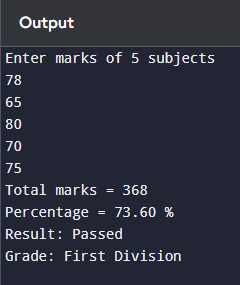 Output
Enter marks of 5 subjects
78
65
80
70
75
Total marks = 368
Percentage = 73.60 %
Result: Passed
Grade: First Division